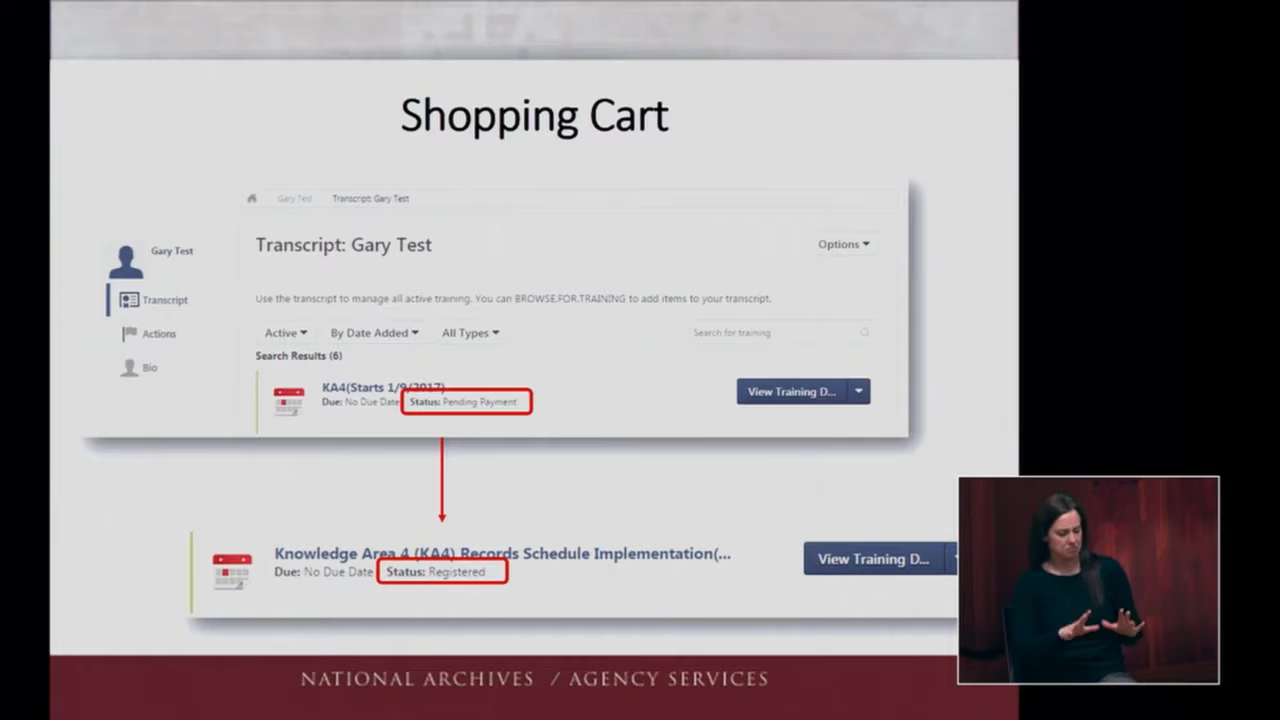 Shopping Cart
Gary Test
Transcript: Gary Test
Gary Test
Transcript
Actions
Bio
Transcript: Gary Test
Options
Use the transcript to manage all active training. You can BROWSE.FOR.TRAINING to add items to your transcript.
Active
By Date Added
All Types
Search for training
Search Results (6)
KA4(Starts 1/9/2017)
Due: No Due Date Status: Pending Payment
View Training D...
Knowledge Area 4 (KA4) Records Schedule Implementation(...
Due: No Due Date Status: Registered
View Training D...
NATIONAL ARCHIVES / AGENCY SERVICES